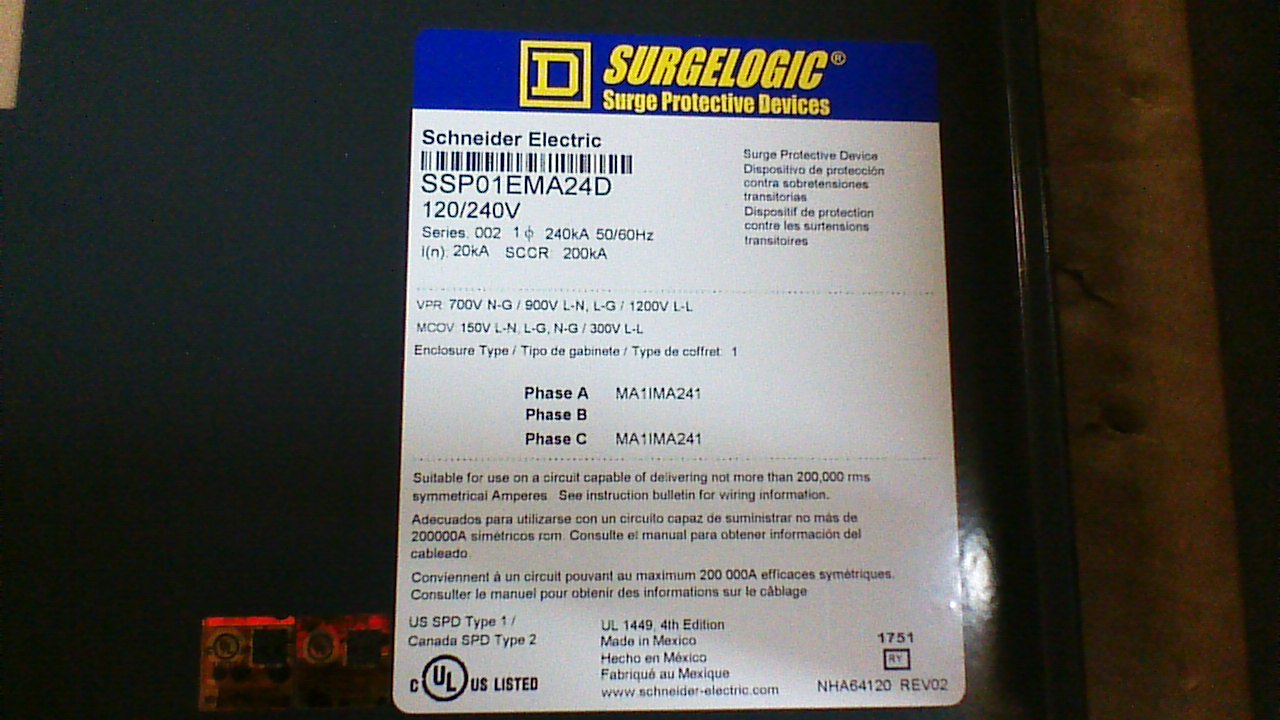 D SURGELOGIC®
Surge Protective Devices
Schneider Electric
SSP01EMA24D
120/240V
Series. 002 1 ϕ 240kA 50/60Hz
I(n): 20kA SCCR: 200kA
Surge Protective Device
Dispositivo de protección
contra sobretensiones
transitorias
Dispositif de protection
contre les surtensions
transitoires
VPR: 700V N-G / 900V L-N, L-G / 1200V L-L
MCOV: 150V L-N, L-G, N-G / 300V L-L
Enclosure Type / Tipo de gabinete / Type de coffret: 1
Phase A MA1IMA241
Phase B
Phase C MA1IMA241
Suitable for use on a circuit capable of delivering not more than 200,000 rms
symmetrical Amperes. See instruction bulletin for wiring information.
Adecuados para utilizarse con un circuito capaz de suministrar no más de
200000A simétricos rcm. Consulte el manual para obtener información del
cableado.
Conviennent à un circuit pouvant au maximum 200 000A efficaces symétriques.
Consulter le manuel pour obtenir des informations sur le câblage
US SPD Type 1 /
Canada SPD Type 2
C UL US LISTED
UL 1449, 4th Edition
Made in Mexico
Hecho en México
Fabriqué au Mexique
www.schneider-electric.com
1751
RY
NHA64120 REV02